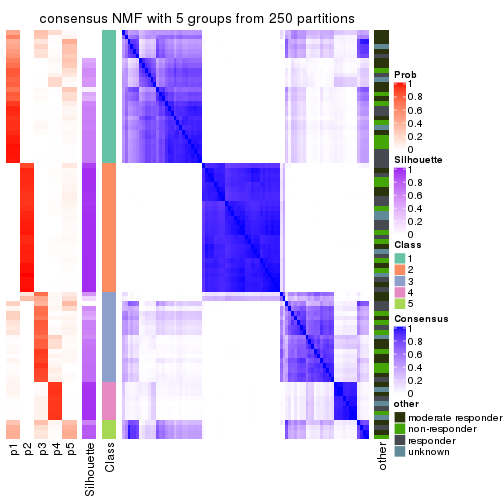 consensus NMF with 5 groups from 250 partitions
Prob
1
0.8
0.6
0.4
0.2
0
Silhouette
1
0.8
0.6
0.4
0.2
0
Class
1
2
3
4
5
Consensus
1
0.8
0.6
0.4
0.2
0
other
moderate responder
non-responder
responder
unknown
p1
p2
p3
p4
p5
Silhouette
Class
other